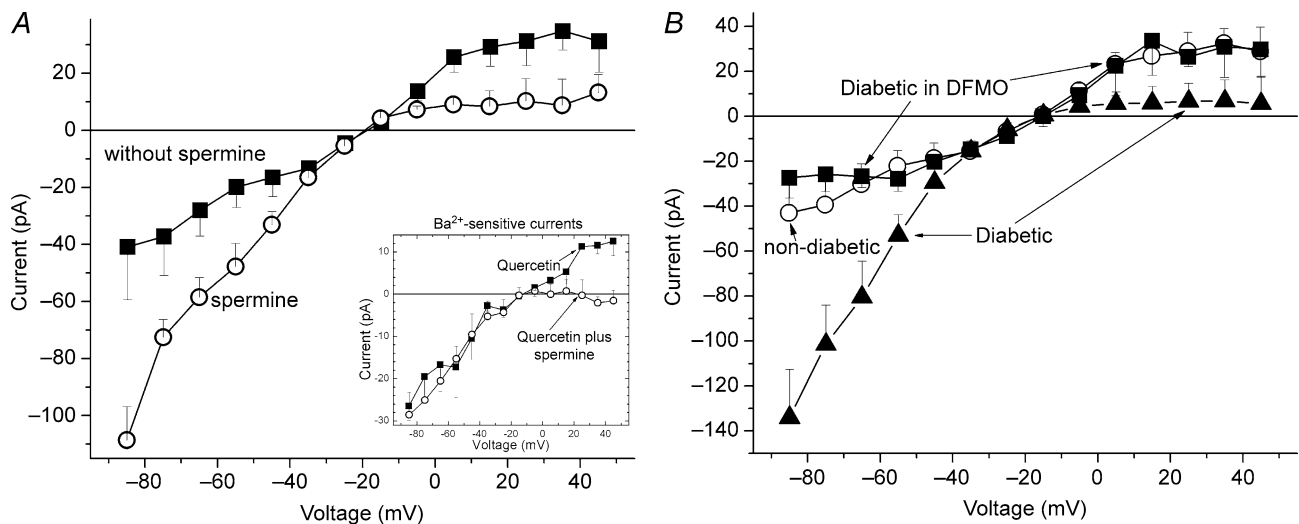 A
20
0
−20
−40
−60
−80
−100
Current (pA)
−80
−60
−40
−20
0
20
40
Voltage (mV)
without spermine
spermine
Ba2+-sensitive currents
10
0
-10
-20
-30
Current (pA)
-80
-60
-40
-20
0
20
40
Voltage (mV)
Quercetin
Quercetin plus
spermine
B
40
20
0
−20
−40
−60
−80
−100
−120
−140
Current (pA)
−80
−60
−40
−20
0
20
40
Voltage (mV)
Diabetic in DFMO
non-diabetic
Diabetic